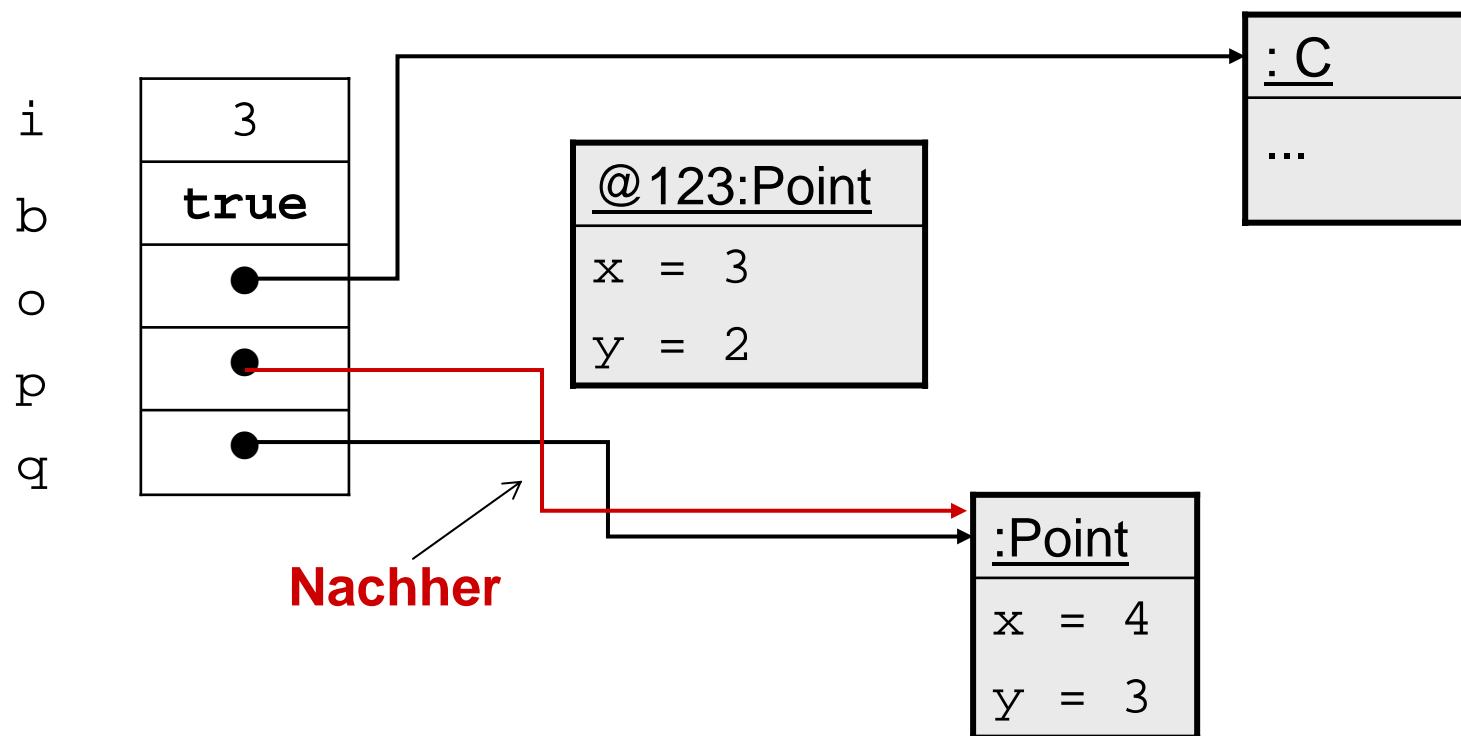 : C
...
i 3
b true
o
p
q
@123:Point
x = 3
y = 2
Nachher
:Point
x = 4
y = 3